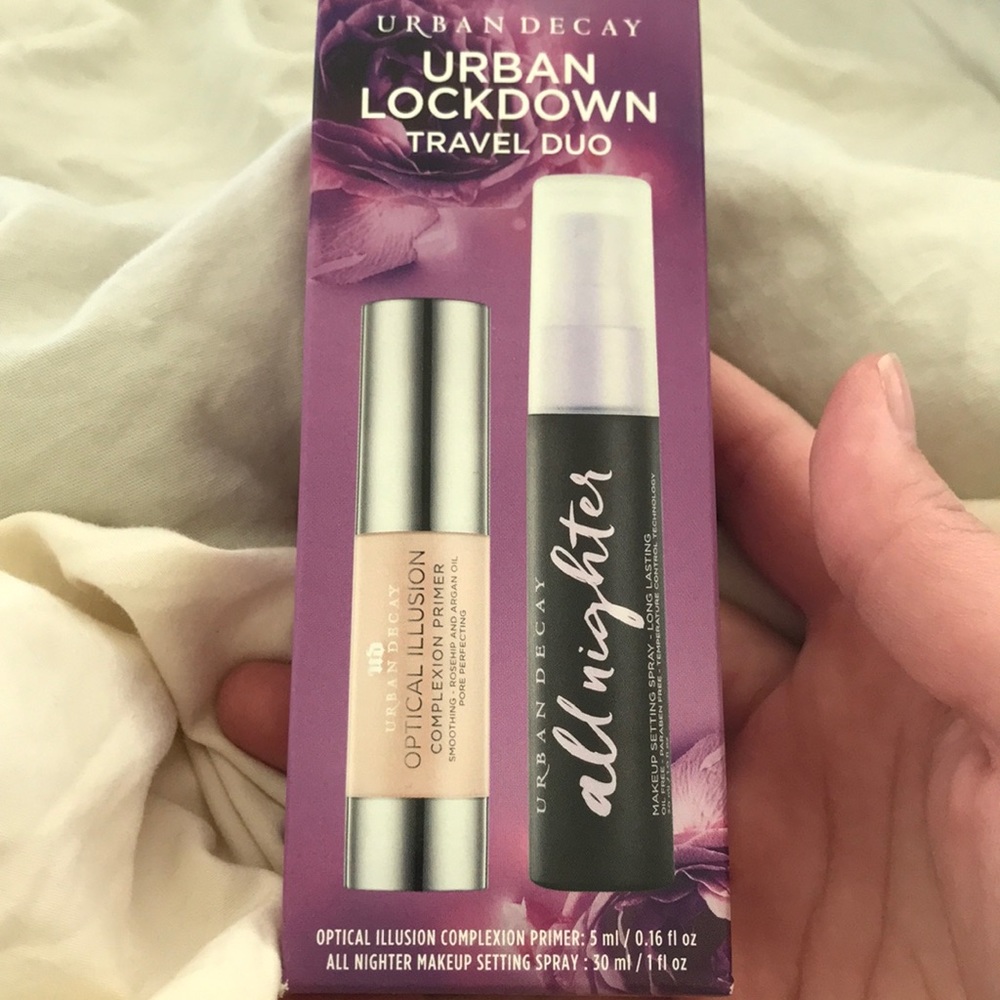 URBAN DECAY
URBAN
LOCKDOWN
TRAVEL DUO
UD
URBAN DECAY
OPTICAL ILLUSION
COMPLEXION PRIMER
SMOOTHING - ROSEHIP AND ARGAN OIL
PORE PERFECTING
URBAN DECAY
all nighter
MAKEUP SETTING SPRAY - LONG LASTING
OIL FREE - PARABEN FREE - TEMPERATURE CONTROL TECHNOLOGY
OPTICAL ILLUSION COMPLEXION PRIMER: 5 ml / 0.16 fl oz
ALL NIGHTER MAKEUP SETTING SPRAY : 30 ml / 1 fl oz